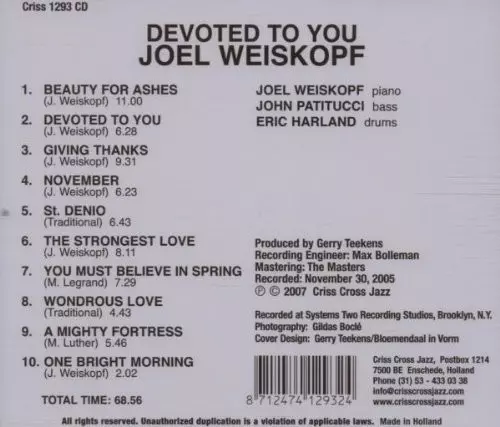 Criss 1293 CD
DEVOTED TO YOU
JOEL WEISKOPF
1. BEAUTY FOR ASHES
(J. Weiskopf) 11.00
2. DEVOTED TO YOU
(J. Weiskopf) 6.28
3. GIVING THANKS
(J. Weiskopf) 9.31
4. NOVEMBER
(J. Weiskopf) 6.23
5. St. DENIO
(Traditional) 6.43
6. THE STRONGEST LOVE
(J. Weiskopf) 8.11
7. YOU MUST BELIEVE IN SPRING
(M. Legrand) 7.29
8. WONDROUS LOVE
(Traditional) 4.43
9. A MIGHTY FORTRESS
(M. Luther) 5.46
10. ONE BRIGHT MORNING
(J. Weiskopf) 2.02
TOTAL TIME: 68.56
JOEL WEISKOPF piano
JOHN PATITUCCI bass
ERIC HARLAND drums
Produced by Gerry Teekens
Recording Engineer: Max Bolleman
Mastering: The Masters
Recorded: November 30, 2005
℗ © 2007 Criss Cross Jazz
Recorded at Systems Two Recording Studios, Brooklyn, N.Y.
Photography: Gildas Boclé
Cover Design: Gerry Teekens/Bloemendaal in Vorm
8 712474 129324
Criss Cross Jazz, Postbox 1214
7500 BE Enschede, Holland
Phone (31) 53 - 433 03 38
info@crisscrossjazz.com
www.crisscrossjazz.com
All rights reserved. Unauthorized duplication is a violation of applicable laws. Made in Holland